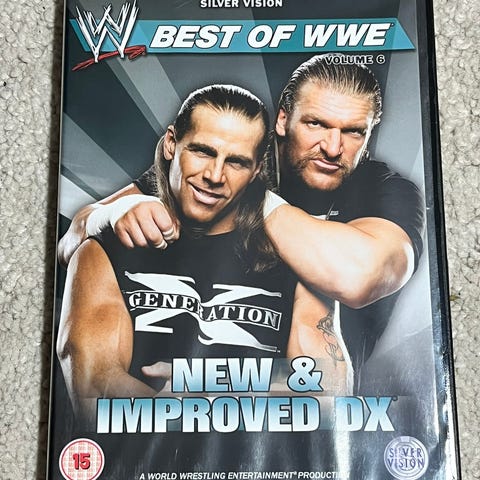 SILVER VISION
W
BEST OF WWE
VOLUME 6
GENERATION
X
NEW &
IMPROVED DX
15
SILVER
VISION
A WORLD WRESTLING ENTERTAINMENT® PRODUCTION